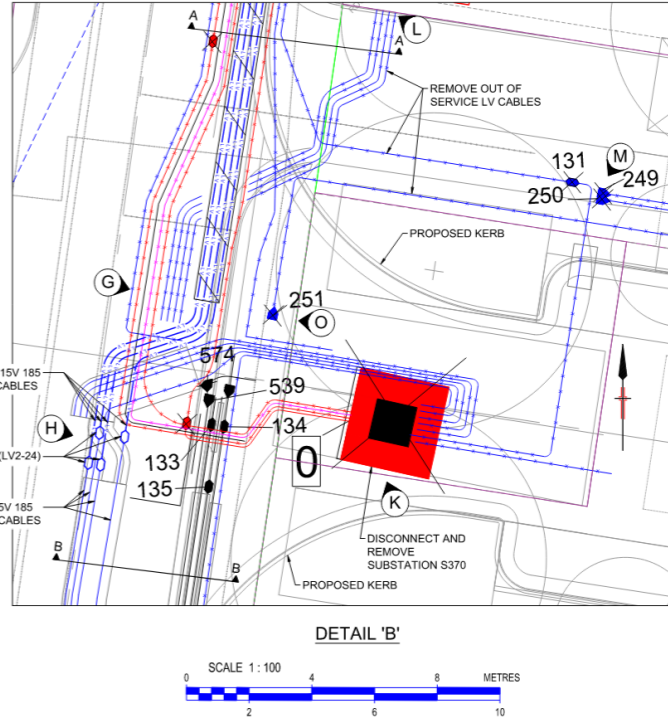 A
A
L
REMOVE OUT OF
SERVICE LV CABLES
131
M
249
250
PROPOSED KERB
G
251
O
574
15V 185
CABLES
539
H
134
(LV2-24)
133
0
135
K
5V 185
CABLES
DISCONNECT AND
REMOVE
SUBSTATION S370
B
B
PROPOSED KERB
DETAIL 'B'
SCALE 1 : 100
0 4 8 METRES
2 6 10